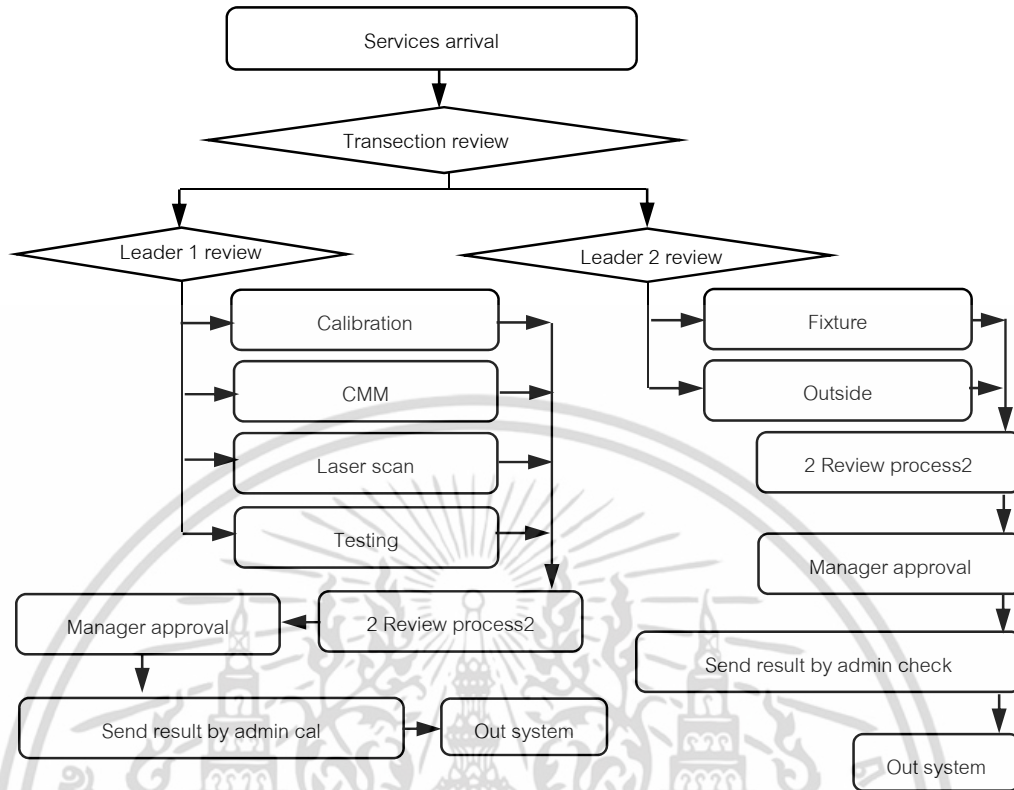 Services arrival
Transection review
Leader 1 review
Leader 2 review
Calibration
Fixture
CMM
Outside
Laser scan
2 Review process2
Testing
Manager approval
Manager approval
2 Review process2
Send result by admin check
Send result by admin cal
Out system
Out system